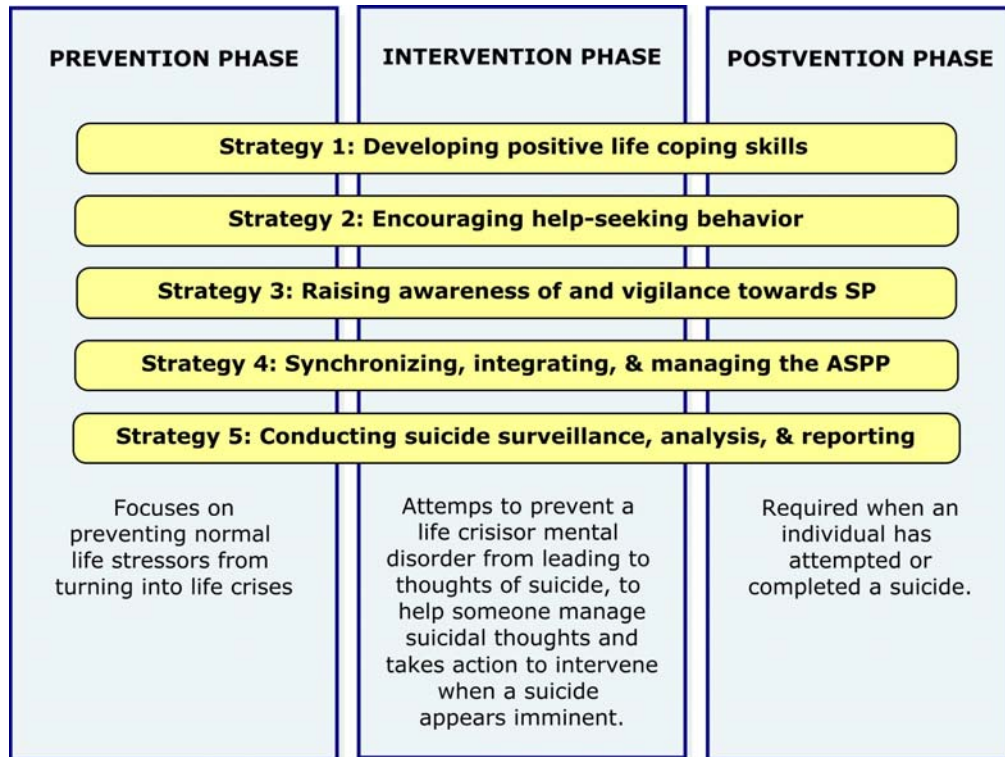 PREVENTION PHASE
INTERVENTION PHASE
POSTVENTION PHASE
Strategy 1: Developing positive life coping skills
Strategy 2: Encouraging help-seeking behavior
Strategy 3: Raising awareness of and vigilance towards SP
Strategy 4: Synchronizing, integrating, & managing the ASPP
Strategy 5: Conducting suicide surveillance, analysis, & reporting
Focuses on
preventing normal
life stressors from
turning into life crises
Attemps to prevent a
life crisisor mental
disorder from leading to
thoughts of suicide, to
help someone manage
suicidal thoughts and
takes action to intervene
when a suicide
appears imminent.
Required when an
individual has
attempted or
completed a suicide.